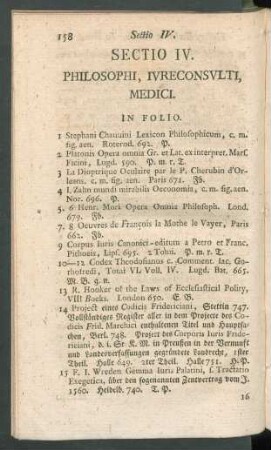 158 Sectio IV.
SECTIO IV.
PHILOSOPHI, IVRECONSVLTI,
MEDICI.
IN FOLIO.
1 Stephani Chauuini Lexicon Philosophicum, c. m.
fig. aen. Roterod. 692. P.
2 Platonis Opera omnia Gr. et Lat. ex interpret. Marf.
Ficini, Lugd. 590. P. m. r. T.
3 La Dioptrique Oculaire par le P. Cherubin d'Or-
leans. c. m. fig. aen. Paris 671. Fb.
4 I. Zahn mundi mirabilis Oeconomia, c. m. fig. aen.
Nor. 696. P.
5. 6 Henr. Mori Opera Omnia Philosoph. Lond.
679. Fb.
7. 8 Oeuvres de François la Mothe le Vayer, Paris
662. Fb.
9 Corpus iuris Canonici editum a Petro et Franc.
Pithoeis, Lipf. 695. 2 Tomi. P. m. r. T.
10—12 Codex Theodosianus c. Comment. Iac. Go-
thofredi, Tomi VI. Voll. IV. Lugd. Bat. 665.
M. B. g. u.
13 R. Hooker of the Laws of Ecclesiastical Polity,
VIII Books. London 650. E. B.
14 Project eines Codicis Fridericiani, Stettin 747.
Vollständiges Register aller in dem Projecte des Co-
dicis Frid. Marchici enthaltenen Titel und Hauptsa-
chen, Berl. 748. Project des Corporis Iuris Frideri-
ciani, d. i. Sr. K. M. in Preussen in der Vernunft
und Landesverfassungen gegründete Landrecht, 1ster
Theil. Halle 649. 2ter Theil. Halle 751. H. P.
15 F. I. Wreden Gemma Iuris Palatini, f. Tractatio
Exegetica, über den sogenannten Zentvertrag vom J.
1560. Heidelb. 740. T. P.
16